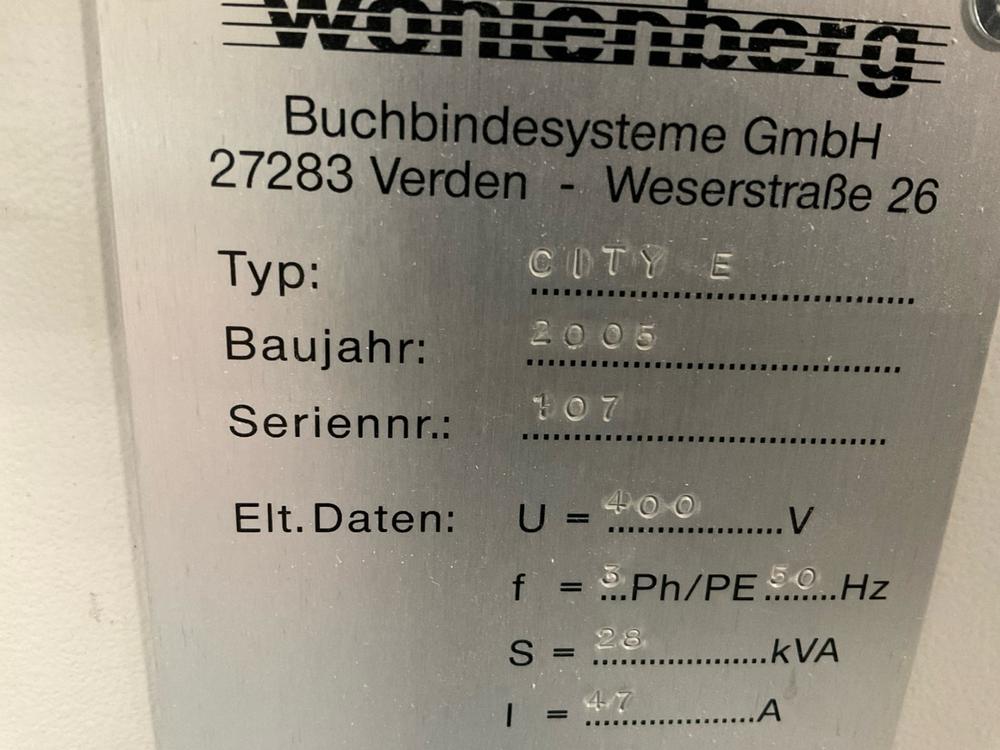 wohlenberg
Buchbindesysteme GmbH
27283 Verden - Weserstraße 26
Typ: CITY E
Baujahr: 2005
Seriennr.: 107
Elt. Daten: U = 400 V
f = 3 Ph/PE 50 Hz
S = 28 kVA
I = 47 A